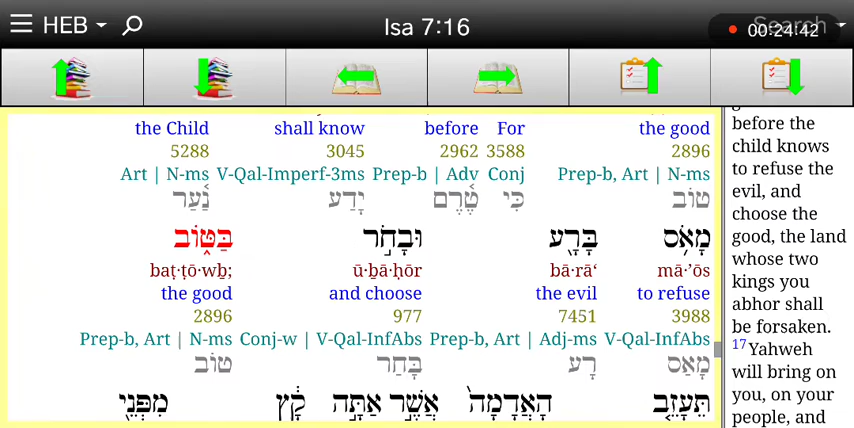 HEB
Isa 7:16
Search
00:24:42
the good For before shall know the Child
2896 3588 2962 3045 5288
Prep-b, Art | N-ms Conj Prep-b | Adv V-Qal-Imperf-3ms Art | N-ms
טוֹב כִּי טֶ֫רֶם יָדַע נַ֫עַר
מָאֹ֥ס בָּרָ֖ע וּבָחֹ֣ר בַּטּ֑וֹב
mā·’ōs bā·rā‘ ū·ḇā·ḥōr baṭ·ṭō·wḇ;
to refuse the evil and choose the good
3988 7451 977 2896
V-Qal-InfAbs Prep-b, Art | Adj-ms Conj-w | V-Qal-InfAbs Prep-b, Art | N-ms
מָאַס רָע בָּחַר טוֹב
תֵּעָזֵ֤ב הָאֲדָמָה֙ אֲשֶׁ֣ר אַתָּ֣ה קָ֔ץ מִפְּנֵ֖י
before the
child knows
to refuse the
evil, and
choose the
good, the land
whose two
kings you
abhor shall
be forsaken.
17 Yahweh
will bring on
you, on your
people, and